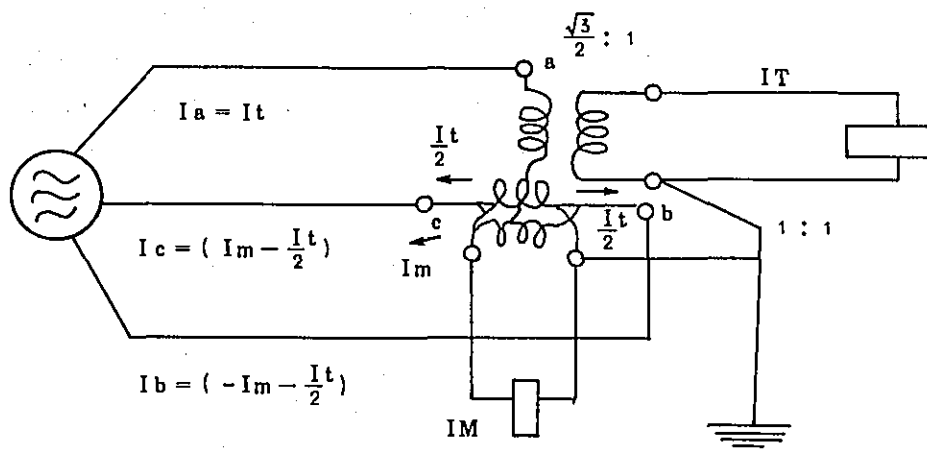 √3/2 : 1
a
IT
Ia = It
It/2
c
b
1 : 1
Ic = ( Im - It/2 )
Im
It/2
Ib = ( -Im - It/2 )
IM